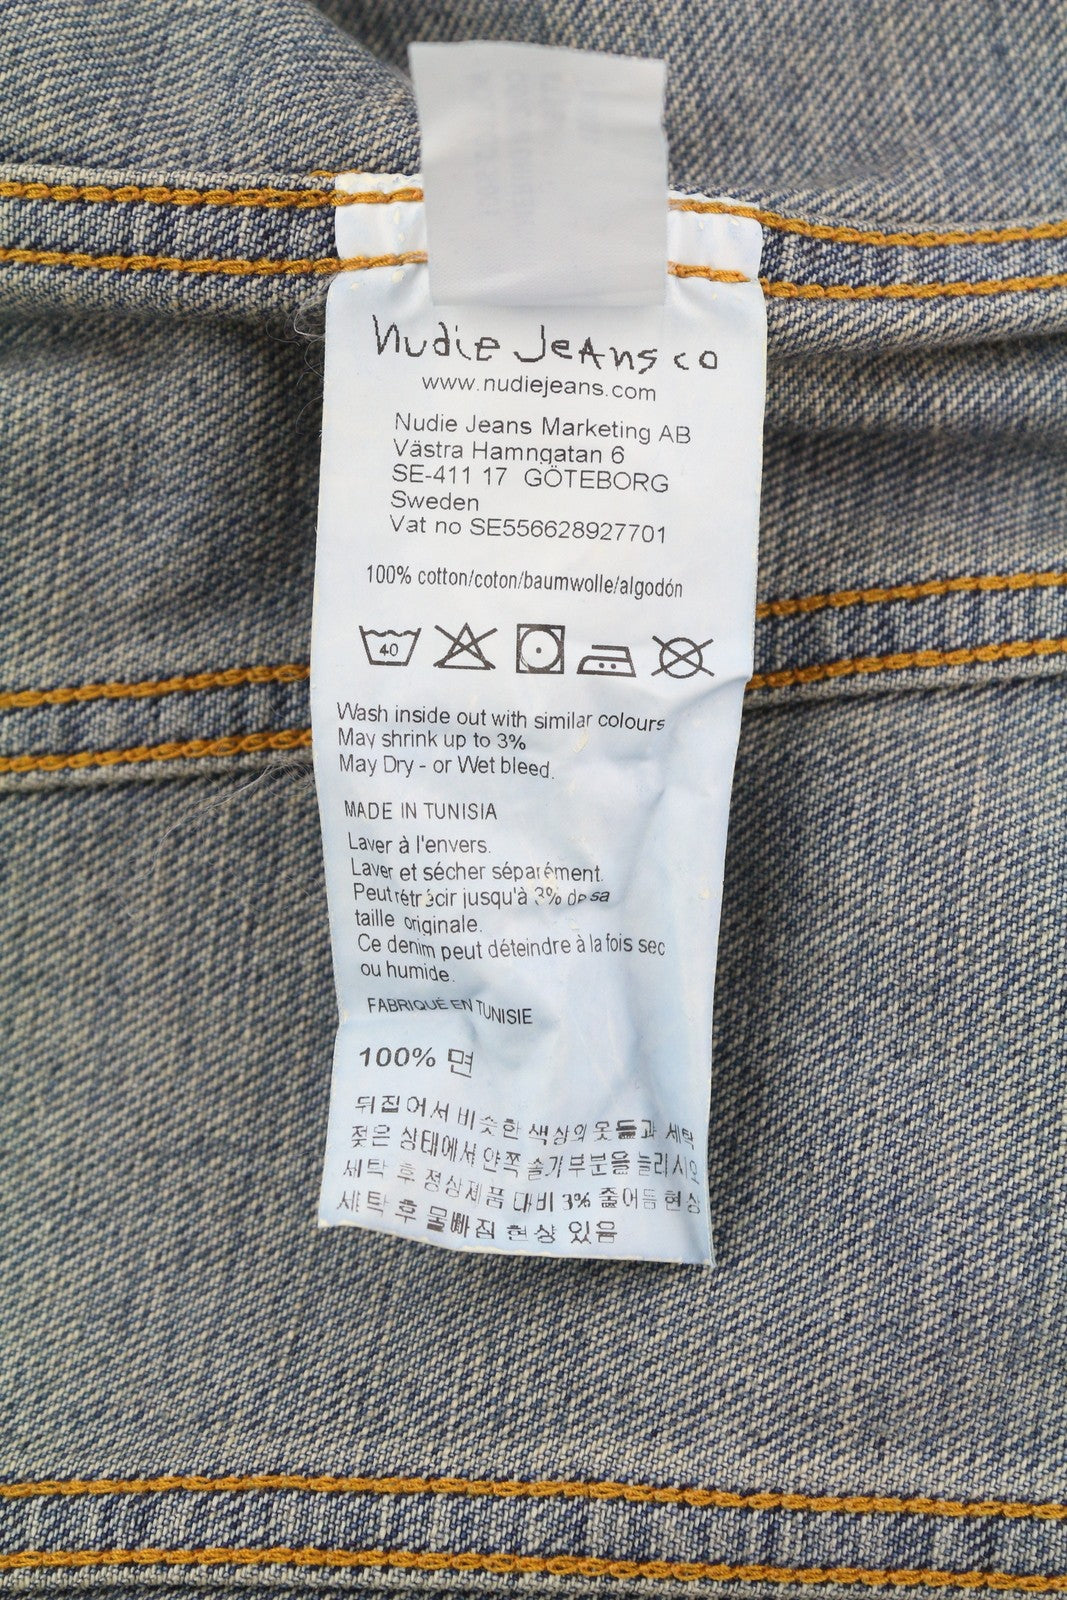 Nudie Jeans co
www.nudiejeans.com
Nudie Jeans Marketing AB
Västra Hamngatan 6
SE-411 17 GÖTEBORG
Sweden
Vat no SE556628927701
100% cotton/coton/baumwolle/algodón
40
Wash inside out with similar colours
May shrink up to 3%
May Dry - or Wet bleed.
MADE IN TUNISIA
Laver à l'envers.
Laver et sécher séparément.
Peut rétrécir jusqu'à 3% de sa
taille originale.
Ce denim peut déteindre à la fois sec
ou humide.
FABRIQUÉ EN TUNISIE
100% 면
뒤집어서 비슷한 색상의 옷들과 세탁
젖은 상태에서 양쪽 솔기부분을 늘리시오
세탁 후 정상제품 대비 3% 줄어듬현상
세탁 후 물빠짐 현상 있음